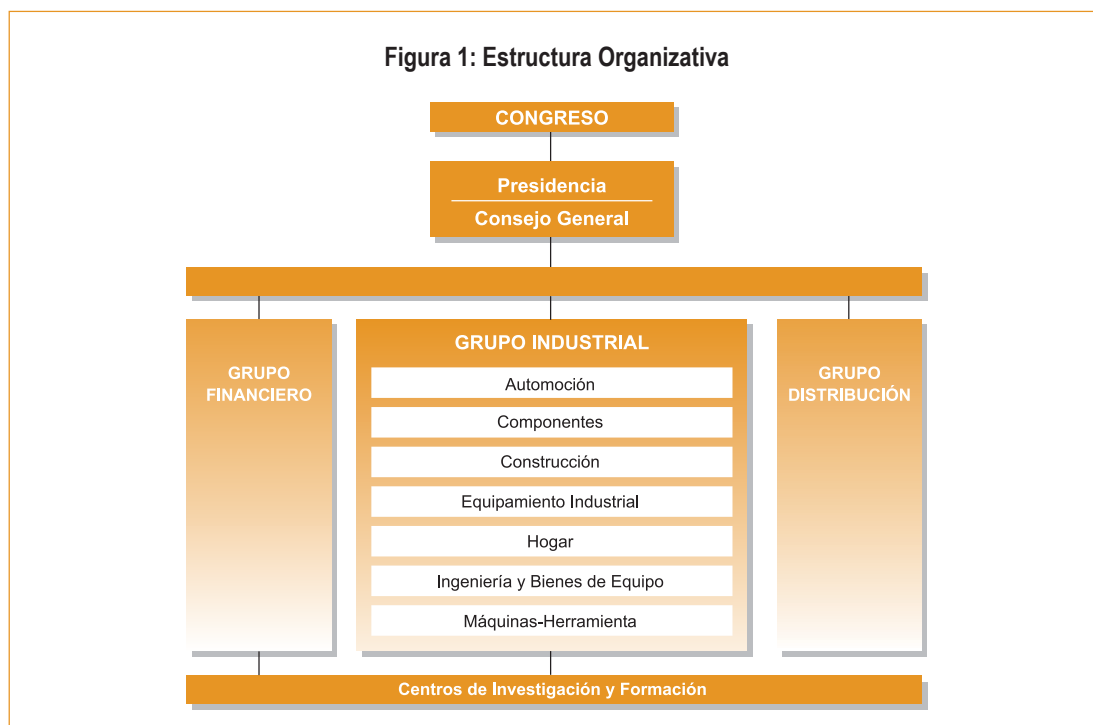 Figura 1: Estructura Organizativa
CONGRESO
Presidencia
Consejo General
GRUPO
FINANCIERO
GRUPO INDUSTRIAL
Automoción
Componentes
Construcción
Equipamiento Industrial
Hogar
Ingeniería y Bienes de Equipo
Máquinas-Herramienta
GRUPO
DISTRIBUCIÓN
Centros de Investigación y Formación